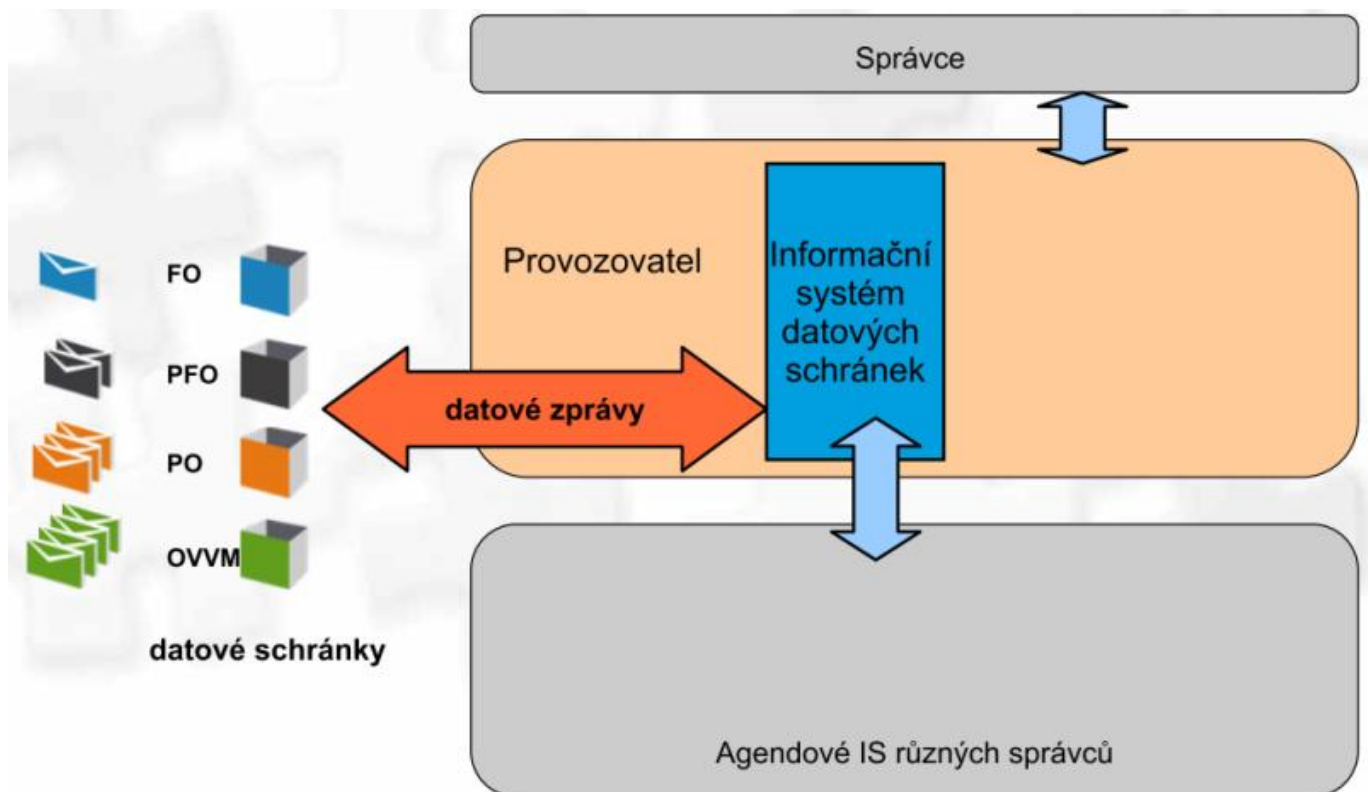 Správce
Provozovatel
Informační
systém
datových
schránek
FO
PFO
PO
OVVM
datové zprávy
datové schránky
Agendové IS různých správců